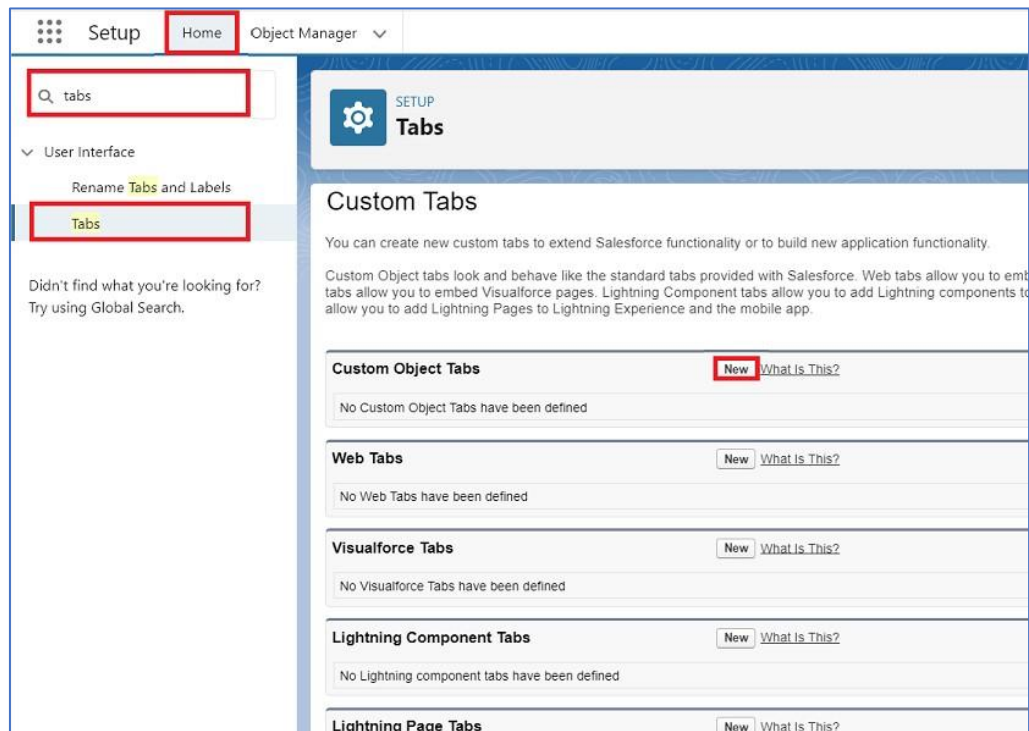 Setup Home Object Manager
tabs
User Interface
Rename Tabs and Labels
Tabs
Didn't find what you're looking for?
Try using Global Search.
SETUP
Tabs
Custom Tabs
You can create new custom tabs to extend Salesforce functionality or to build new application functionality.
Custom Object tabs look and behave like the standard tabs provided with Salesforce. Web tabs allow you to emb
tabs allow you to embed Visualforce pages. Lightning Component tabs allow you to add Lightning components to
allow you to add Lightning Pages to Lightning Experience and the mobile app.
Custom Object Tabs New What Is This?
No Custom Object Tabs have been defined
Web Tabs New What Is This?
No Web Tabs have been defined
Visualforce Tabs New What Is This?
No Visualforce Tabs have been defined
Lightning Component Tabs New What Is This?
No Lightning component tabs have been defined
Lightning Page Tabs New What Is This?